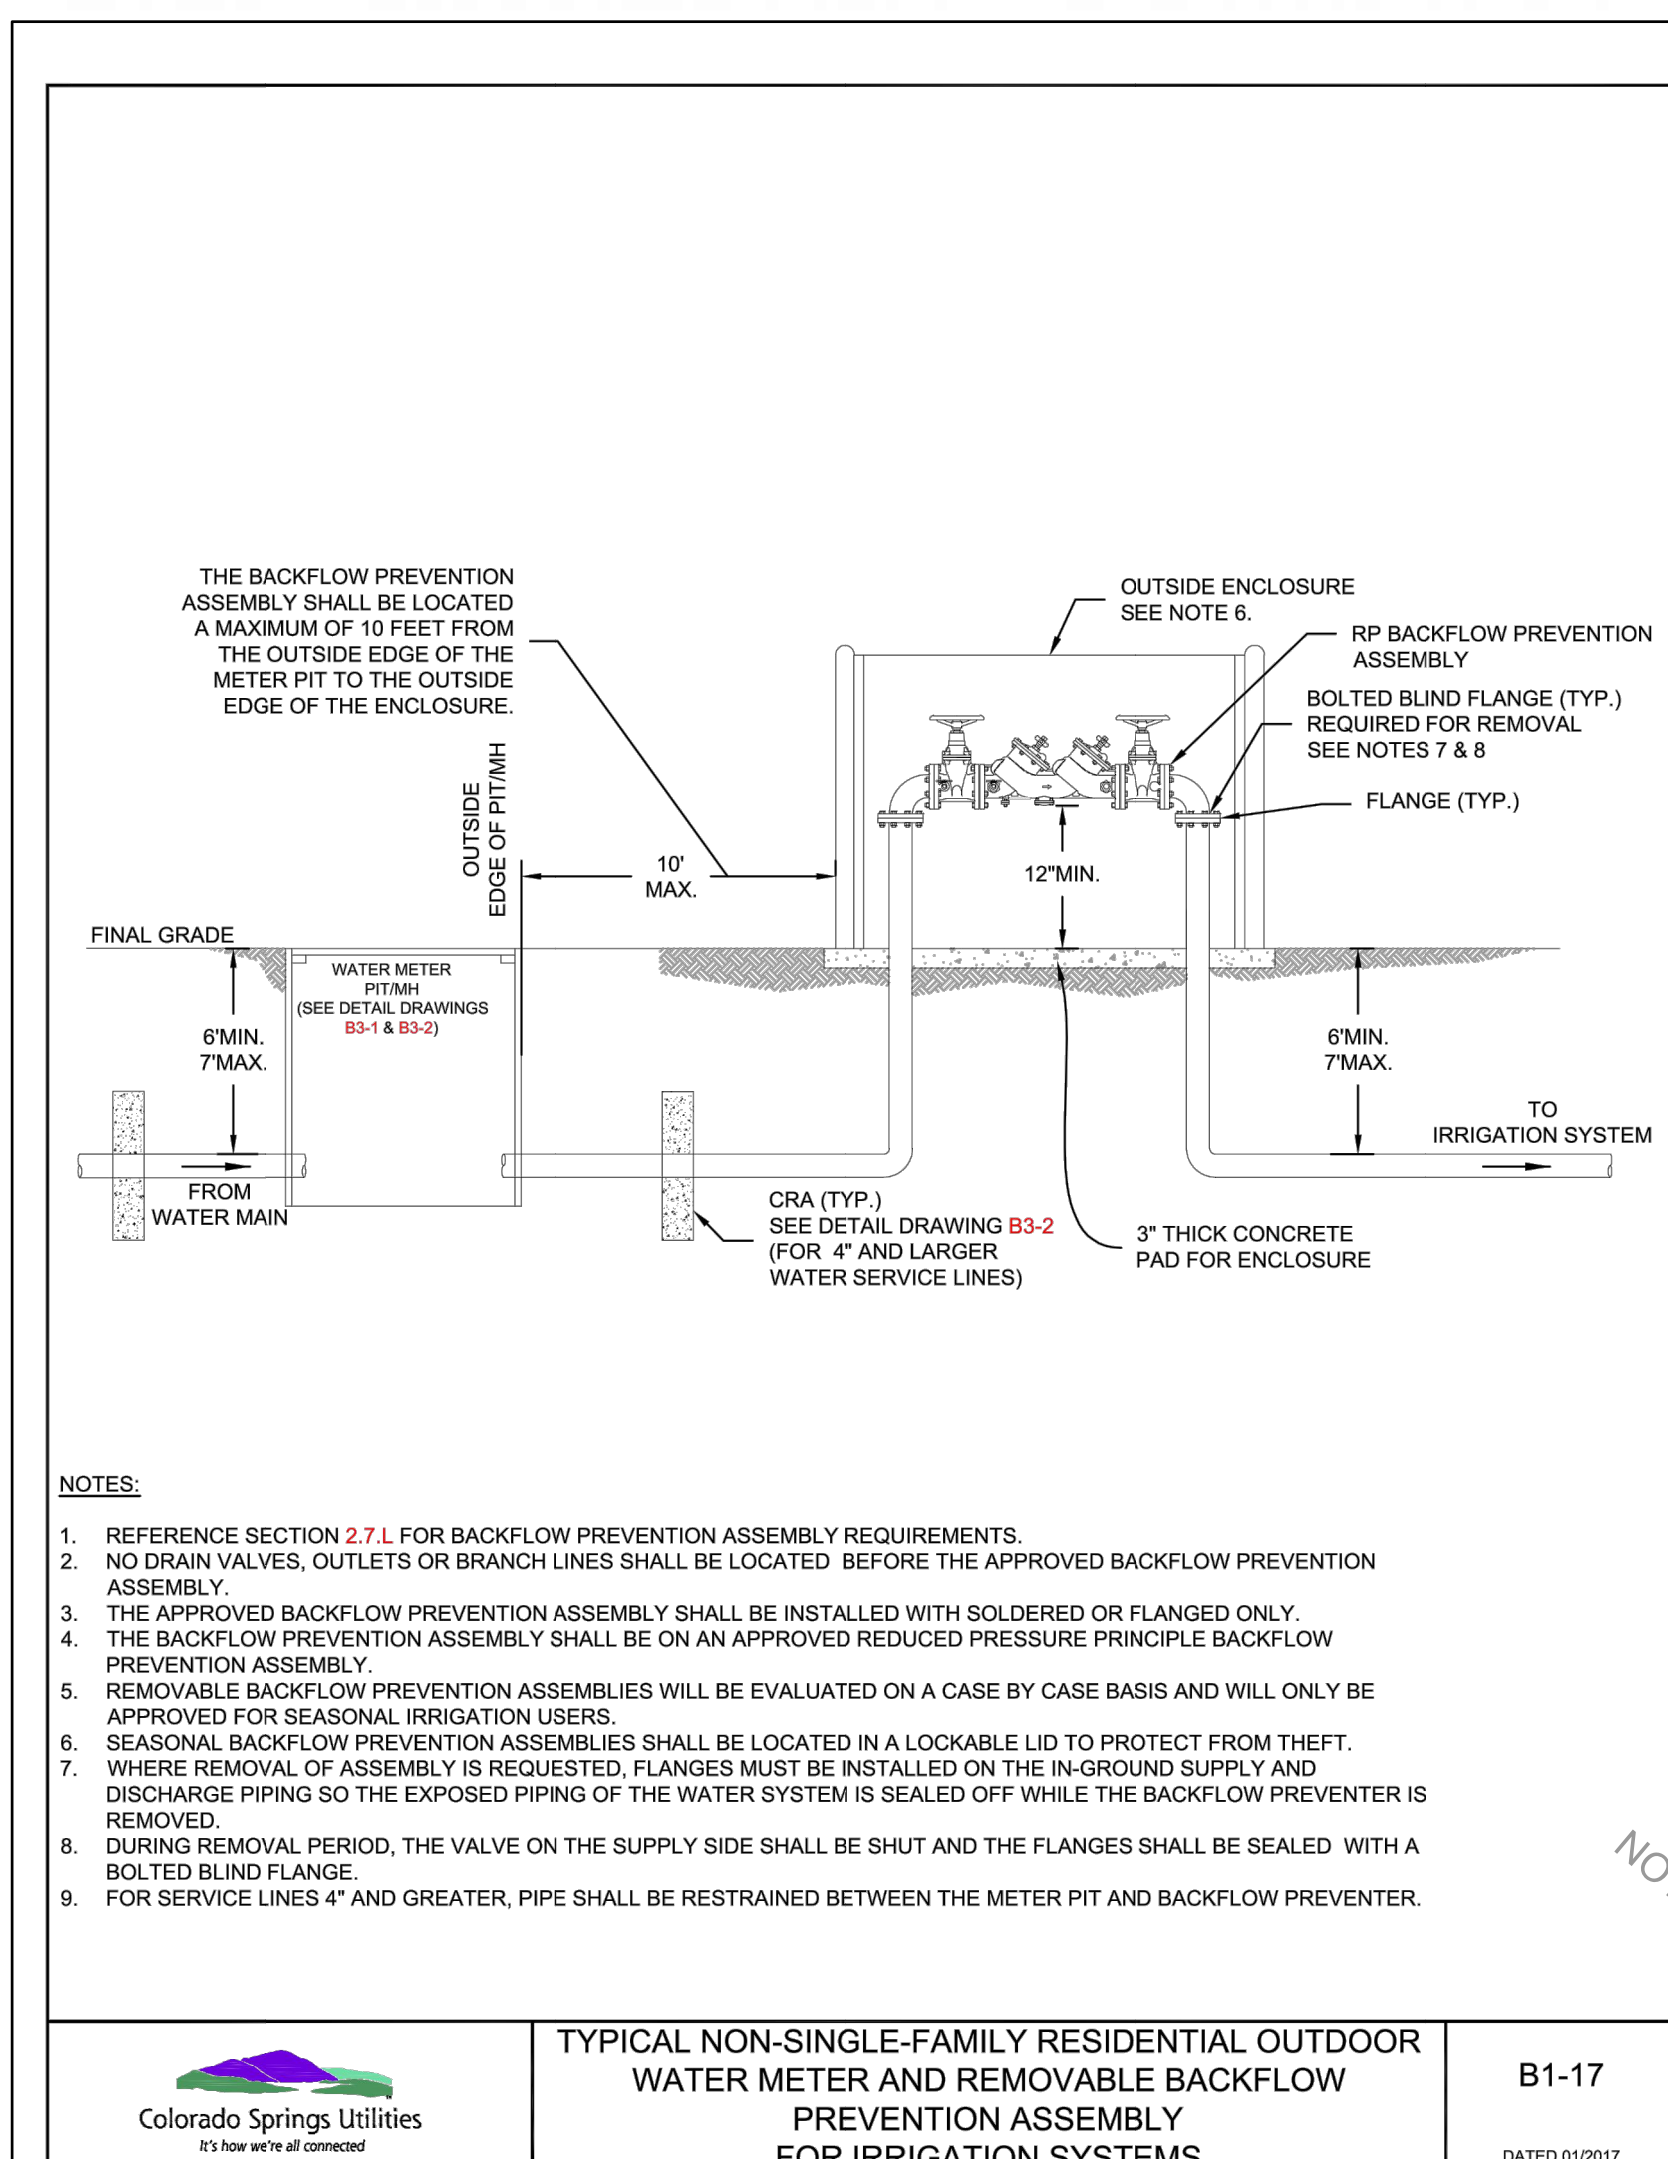 THE BACKFLOW PREVENTION
ASSEMBLY SHALL BE LOCATED
A MAXIMUM OF 10 FEET FROM
THE OUTSIDE EDGE OF THE
METER PIT TO THE OUTSIDE
EDGE OF THE ENCLOSURE.
OUTSIDE ENCLOSURE
SEE NOTE 6.
RP BACKFLOW PREVENTION
ASSEMBLY
BOLTED BLIND FLANGE (TYP.)
REQUIRED FOR REMOVAL
SEE NOTES 7 & 8
FLANGE (TYP.)
OUTSIDE
EDGE OF PIT/MH
10'
MAX.
12"MIN.
FINAL GRADE
WATER METER
PIT/MH
(SEE DETAIL DRAWINGS
B3-1 & B3-2)
6'MIN.
7'MAX.
6'MIN.
7'MAX.
TO
IRRIGATION SYSTEM
FROM
WATER MAIN
CRA (TYP.)
SEE DETAIL DRAWING B3-2
(FOR 4" AND LARGER
WATER SERVICE LINES)
3" THICK CONCRETE
PAD FOR ENCLOSURE
NOTES:
1. REFERENCE SECTION 2.7.L FOR BACKFLOW PREVENTION ASSEMBLY REQUIREMENTS.
2. NO DRAIN VALVES, OUTLETS OR BRANCH LINES SHALL BE LOCATED BEFORE THE APPROVED BACKFLOW PREVENTION
ASSEMBLY.
3. THE APPROVED BACKFLOW PREVENTION ASSEMBLY SHALL BE INSTALLED WITH SOLDERED OR FLANGED ONLY.
4. THE BACKFLOW PREVENTION ASSEMBLY SHALL BE ON AN APPROVED REDUCED PRESSURE PRINCIPLE BACKFLOW
PREVENTION ASSEMBLY.
5. REMOVABLE BACKFLOW PREVENTION ASSEMBLIES WILL BE EVALUATED ON A CASE BY CASE BASIS AND WILL ONLY BE
APPROVED FOR SEASONAL IRRIGATION USERS.
6. SEASONAL BACKFLOW PREVENTION ASSEMBLIES SHALL BE LOCATED IN A LOCKABLE LID TO PROTECT FROM THEFT.
7. WHERE REMOVAL OF ASSEMBLY IS REQUESTED, FLANGES MUST BE INSTALLED ON THE IN-GROUND SUPPLY AND
DISCHARGE PIPING SO THE EXPOSED PIPING OF THE WATER SYSTEM IS SEALED OFF WHILE THE BACKFLOW PREVENTER IS
REMOVED.
8. DURING REMOVAL PERIOD, THE VALVE ON THE SUPPLY SIDE SHALL BE SHUT AND THE FLANGES SHALL BE SEALED WITH A
BOLTED BLIND FLANGE.
9. FOR SERVICE LINES 4" AND GREATER, PIPE SHALL BE RESTRAINED BETWEEN THE METER PIT AND BACKFLOW PREVENTER.
Colorado Springs Utilities
It's how we're all connected
TYPICAL NON-SINGLE-FAMILY RESIDENTIAL OUTDOOR
WATER METER AND REMOVABLE BACKFLOW
PREVENTION ASSEMBLY
FOR IRRIGATION SYSTEMS
B1-17
DATED 01/2017